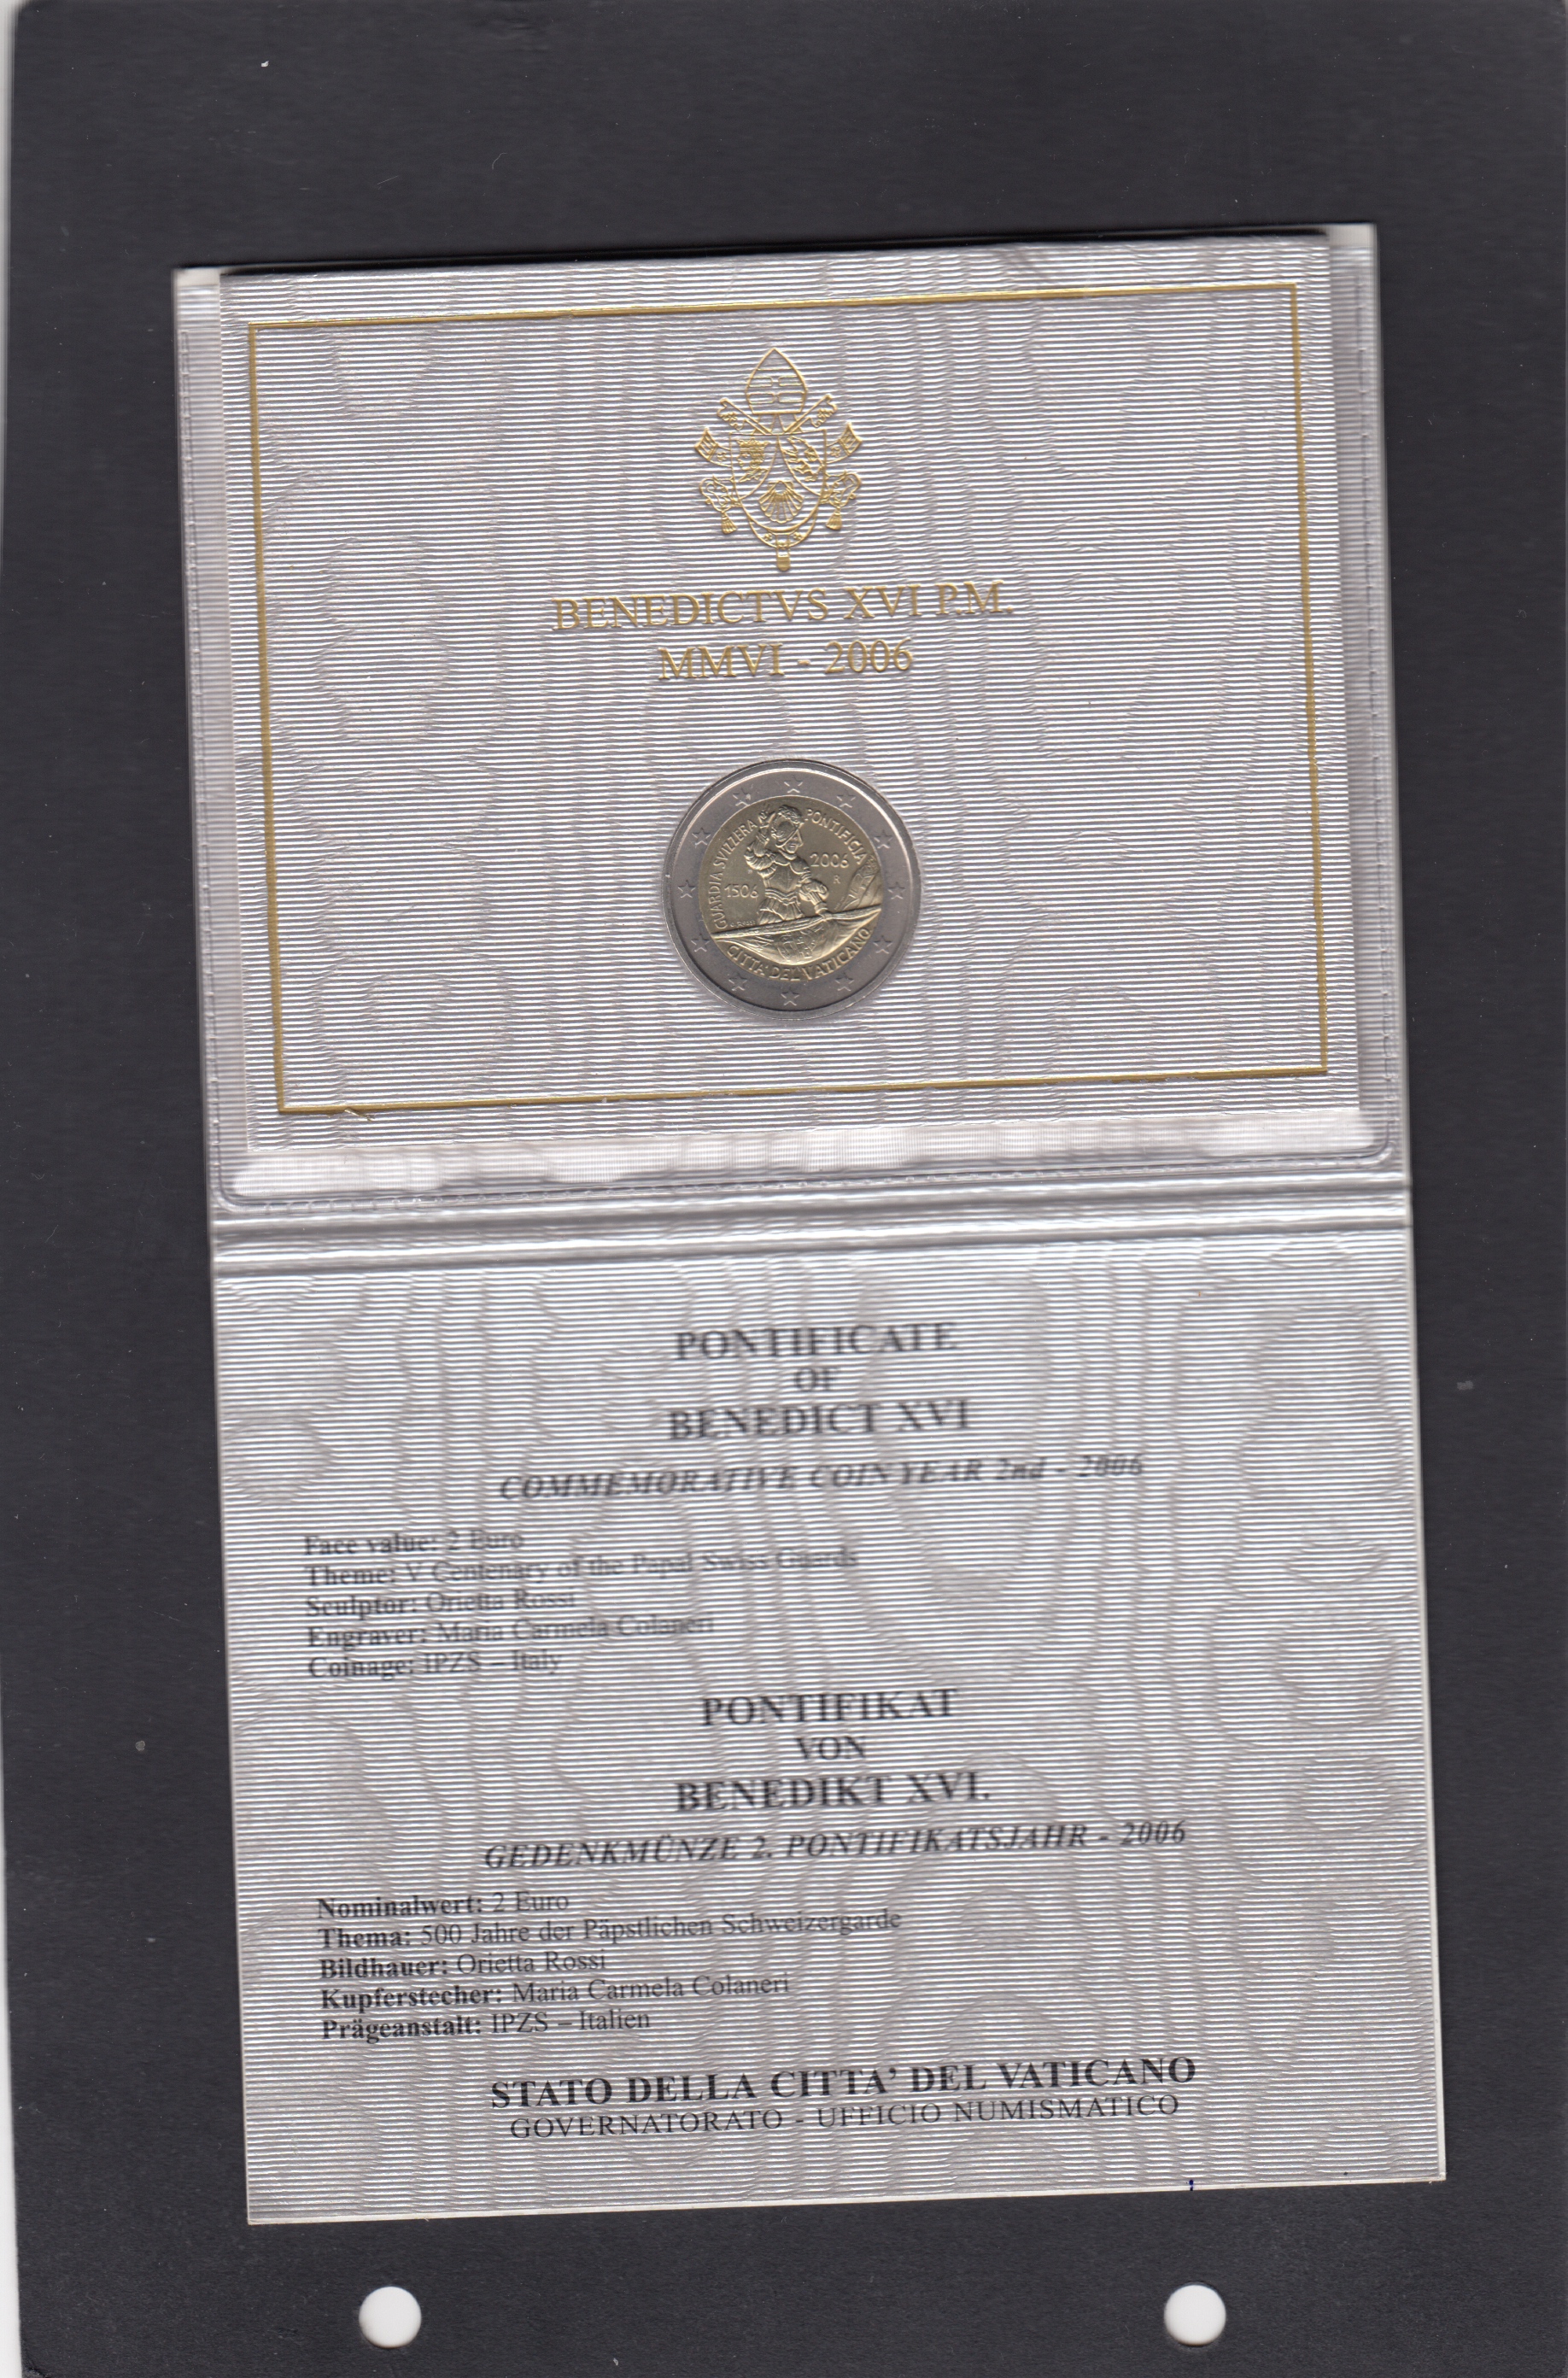 BENEDICTVS XVI P.M.
MMVI - 2006
GUARDIA SVIZZERA PONTIFICIA
1506
2006
R
CITTA' DEL VATICANO
PONTIFICATE
OF
BENEDICT XVI
COMMEMORATIVE COIN YEAR 2nd - 2006
Face value: 2 Euro
Theme: V Centenary of the Papal Swiss Guards
Sculptor: Orietta Rossi
Engraver: Maria Carmela Colaneri
Coinage: IPZS – Italy
PONTIFIKAT
VON
BENEDIKT XVI.
GEDENKMÜNZE 2. PONTIFIKATSJAHR - 2006
Nominalwert: 2 Euro
Thema: 500 Jahre der Päpstlichen Schweizergarde
Bildhauer: Orietta Rossi
Kupferstecher: Maria Carmela Colaneri
Prägeanstalt: IPZS – Italien
STATO DELLA CITTA' DEL VATICANO
GOVERNATORATO - UFFICIO NUMISMATICO